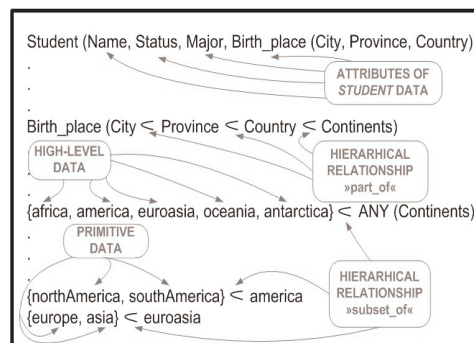 Student (Name, Status, Major, Birth_place (City, Province, Country)
.
.
.
.
ATTRIBUTES OF
STUDENT DATA
Birth_place (City < Province < Country < Continents)
HIGH-LEVEL
DATA
HIERARHICAL
RELATIONSHIP
»part_of«
{africa, america, euroasia, oceania, antarctica} < ANY (Continents)
PRIMITIVE
DATA
HIERARHICAL
RELATIONSHIP
»subset_of«
{northAmerica, southAmerica} < america
{europe, asia} < euroasia